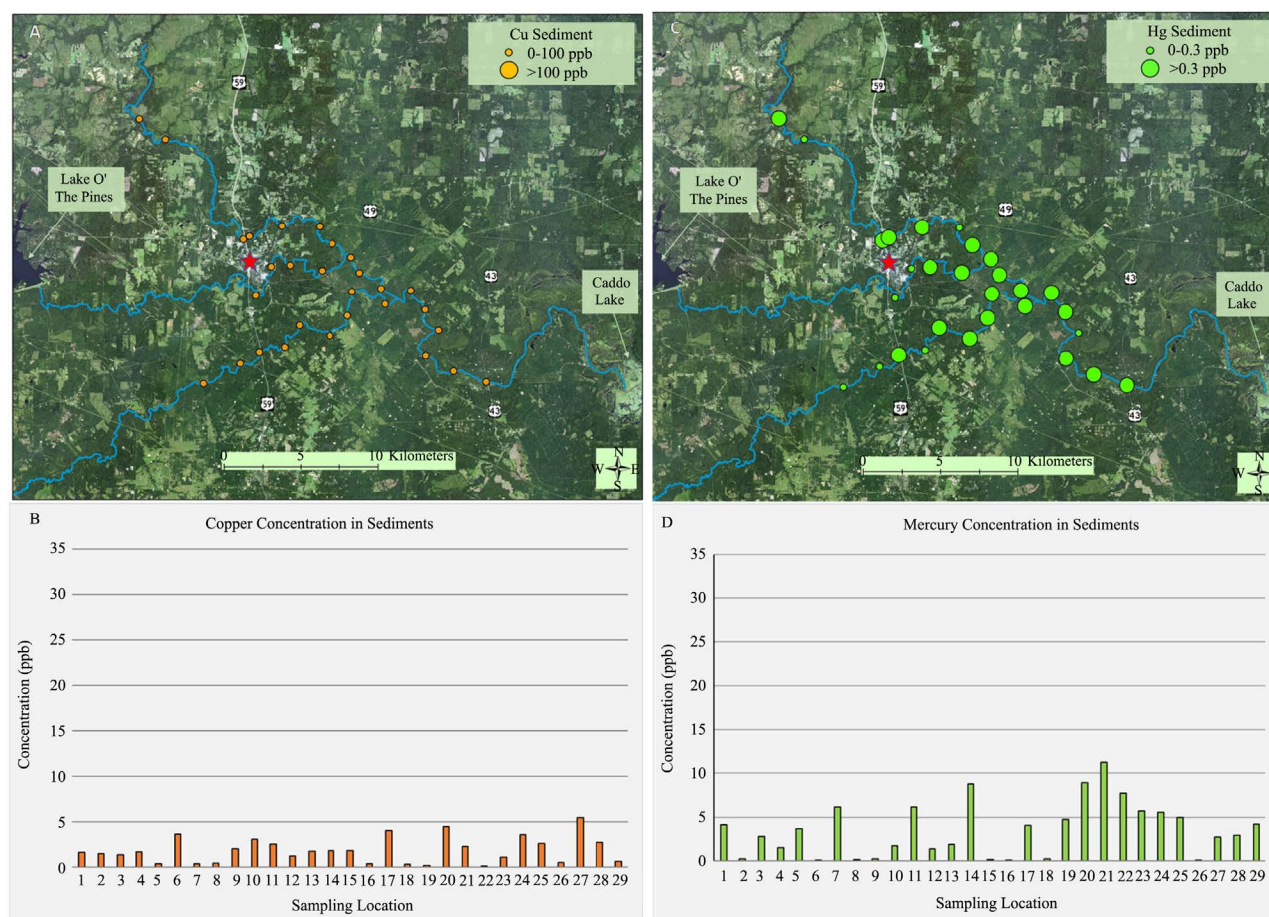 A
Cu Sediment
0-100 ppb
>100 ppb
59
Lake O'
The Pines
49
43
Caddo
Lake
59
43
0 5 10 Kilometers
N
W E
S
C
Hg Sediment
0-0.3 ppb
>0.3 ppb
59
Lake O'
The Pines
49
43
Caddo
Lake
59
43
0 5 10 Kilometers
N
W E
S
B
Copper Concentration in Sediments
Concentration (ppb)
35
30
25
20
15
10
5
0
1 2 3 4 5 6 7 8 9 10 11 12 13 14 15 16 17 18 19 20 21 22 23 24 25 26 27 28 29
Sampling Location
D
Mercury Concentration in Sediments
Concentration (ppb)
35
30
25
20
15
10
5
0
1 2 3 4 5 6 7 8 9 10 11 12 13 14 15 16 17 18 19 20 21 22 23 24 25 26 27 28 29
Sampling Location